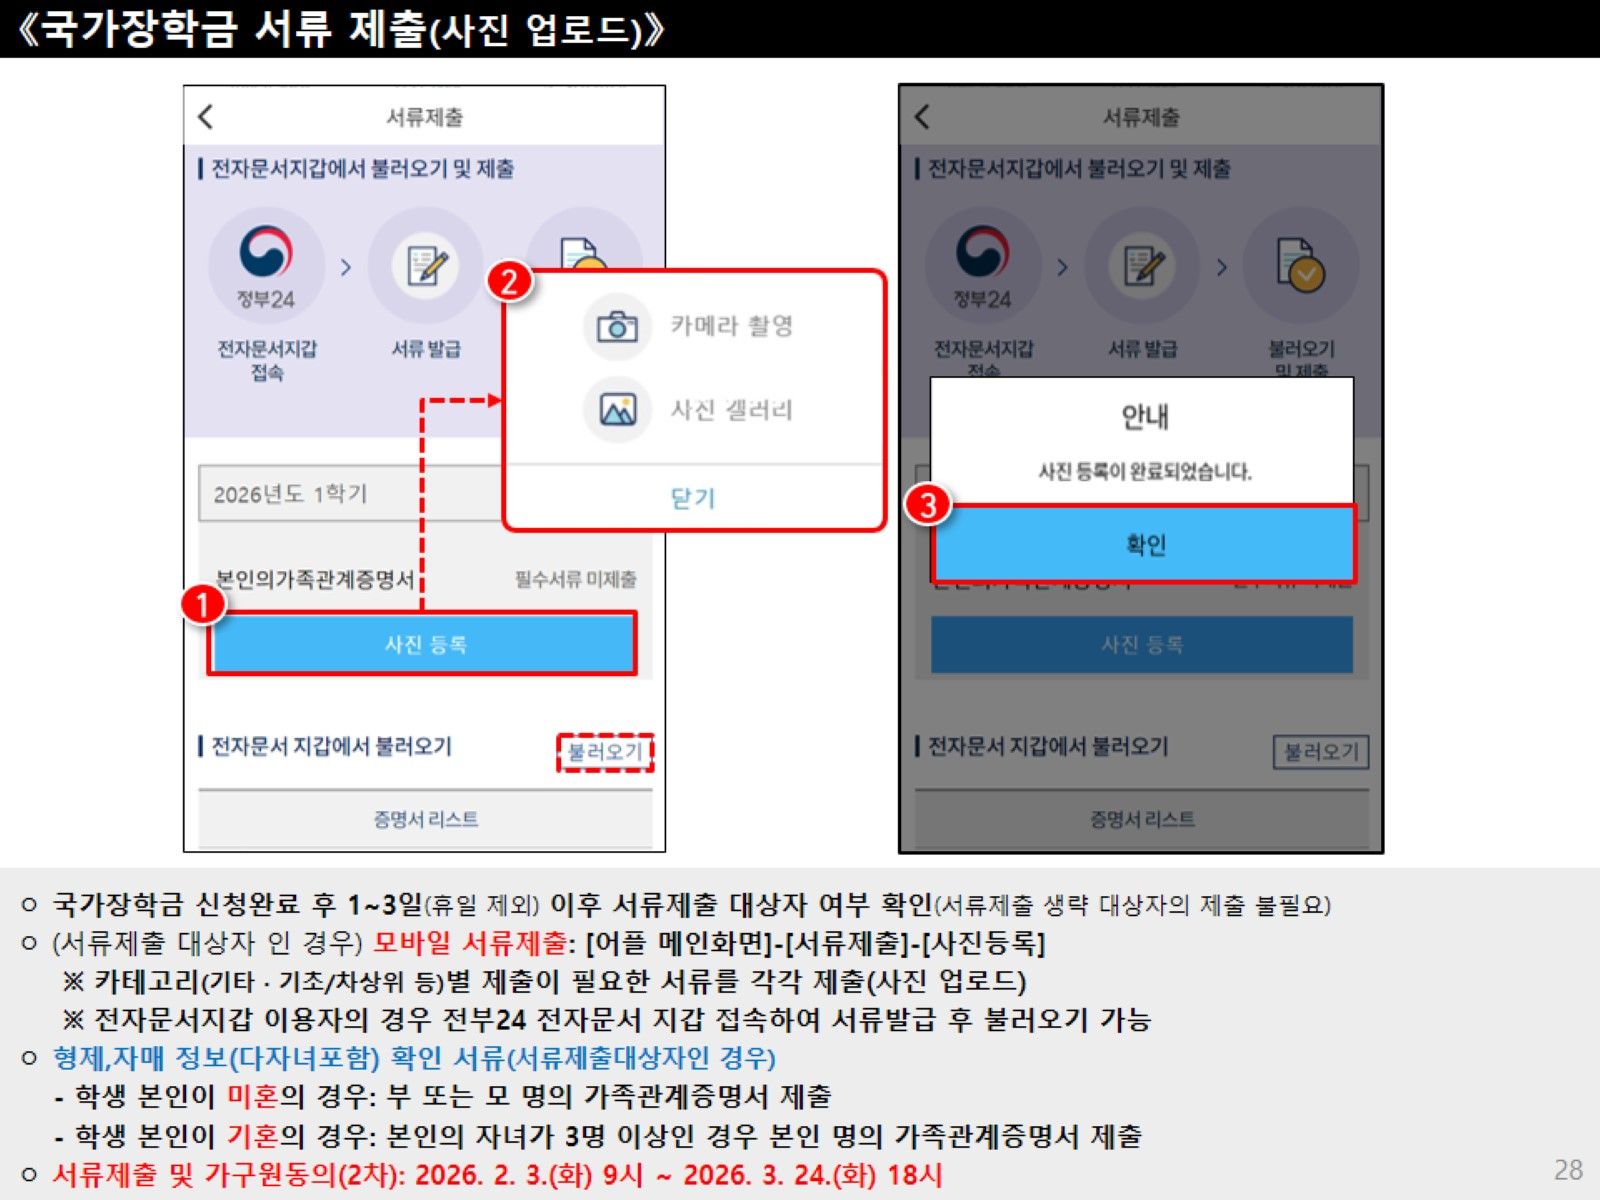 《국가장학금 서류 제출(사진 업로드)》
서류제출
전자문서지갑에서 불러오기 및 제출
정부24
전자문서지갑
접속
서류 발급
2
카메라 촬영
사진 갤러리
닫기
2026년도 1학기
본인의가족관계증명서
필수서류 미제출
1
사진 등록
전자문서 지갑에서 불러오기
불러오기
증명서 리스트
서류제출
전자문서지갑에서 불러오기 및 제출
정부24
전자문서지갑
접속
서류 발급
불러오기
및 제출
안내
사진 등록이 완료되었습니다.
3
확인
사진 등록
전자문서 지갑에서 불러오기
불러오기
증명서 리스트
○ 국가장학금 신청완료 후 1~3일(휴일 제외) 이후 서류제출 대상자 여부 확인(서류제출 생략 대상자의 제출 불필요)
○ (서류제출 대상자 인 경우) 모바일 서류제출: [어플 메인화면]-[서류제출]-[사진등록]
※ 카테고리(기타 · 기초/차상위 등)별 제출이 필요한 서류를 각각 제출(사진 업로드)
※ 전자문서지갑 이용자의 경우 전부24 전자문서 지갑 접속하여 서류발급 후 불러오기 가능
○ 형제,자매 정보(다자녀포함) 확인 서류(서류제출대상자인 경우)
- 학생 본인이 미혼의 경우: 부 또는 모 명의 가족관계증명서 제출
- 학생 본인이 기혼의 경우: 본인의 자녀가 3명 이상인 경우 본인 명의 가족관계증명서 제출
○ 서류제출 및 가구원동의(2차): 2026. 2. 3.(화) 9시 ~ 2026. 3. 24.(화) 18시
28